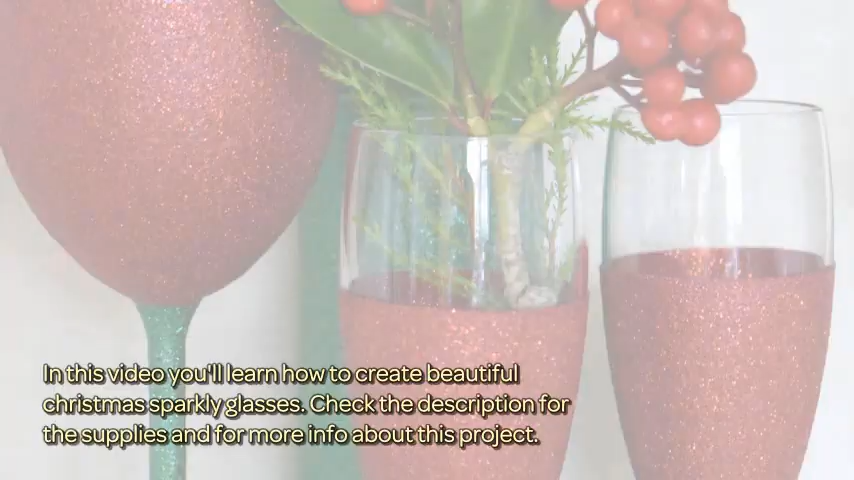 In this video you'll learn how to create beautiful
christmas sparkly glasses. Check the description for
the supplies and for more info about this project.